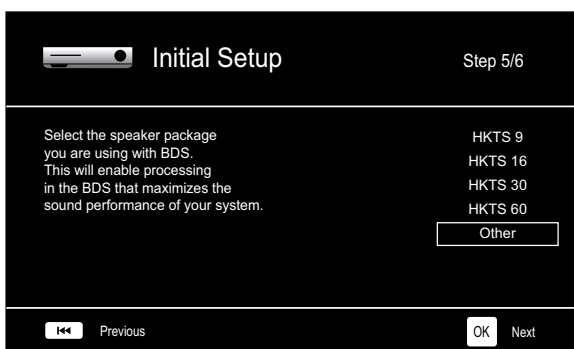 Initial Setup
Step 5/6
Select the speaker package
you are using with BDS.
This will enable processing
in the BDS that maximizes the
sound performance of your system.
HKTS 9
HKTS 16
HKTS 30
HKTS 60
Other
Previous
OK Next